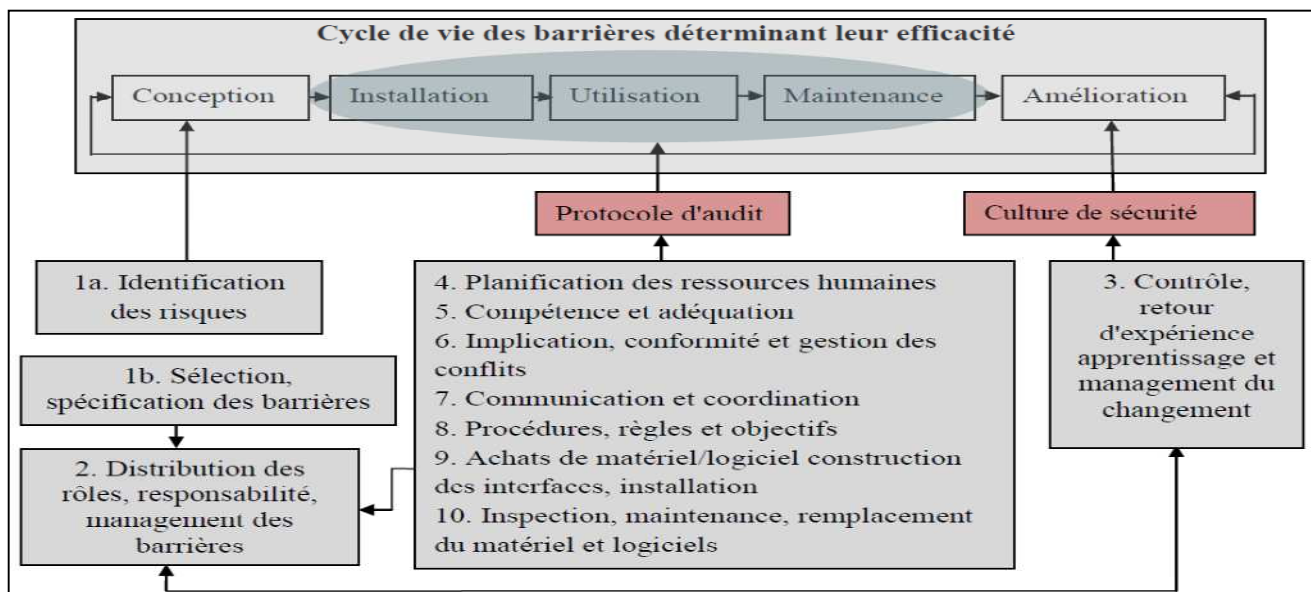 Cycle de vie des barrières déterminant leur efficacité
Conception
Installation
Utilisation
Maintenance
Amélioration
Protocole d'audit
Culture de sécurité
1a. Identification
des risques
1b. Sélection,
spécification des barrières
2. Distribution des
rôles, responsabilité,
management des
barrières
4. Planification des ressources humaines
5. Compétence et adéquation
6. Implication, conformité et gestion des
conflits
7. Communication et coordination
8. Procédures, règles et objectifs
9. Achats de matériel/logiciel construction
des interfaces, installation
10. Inspection, maintenance, remplacement
du matériel et logiciels
3. Contrôle,
retour
d'expérience
apprentissage et
management du
changement